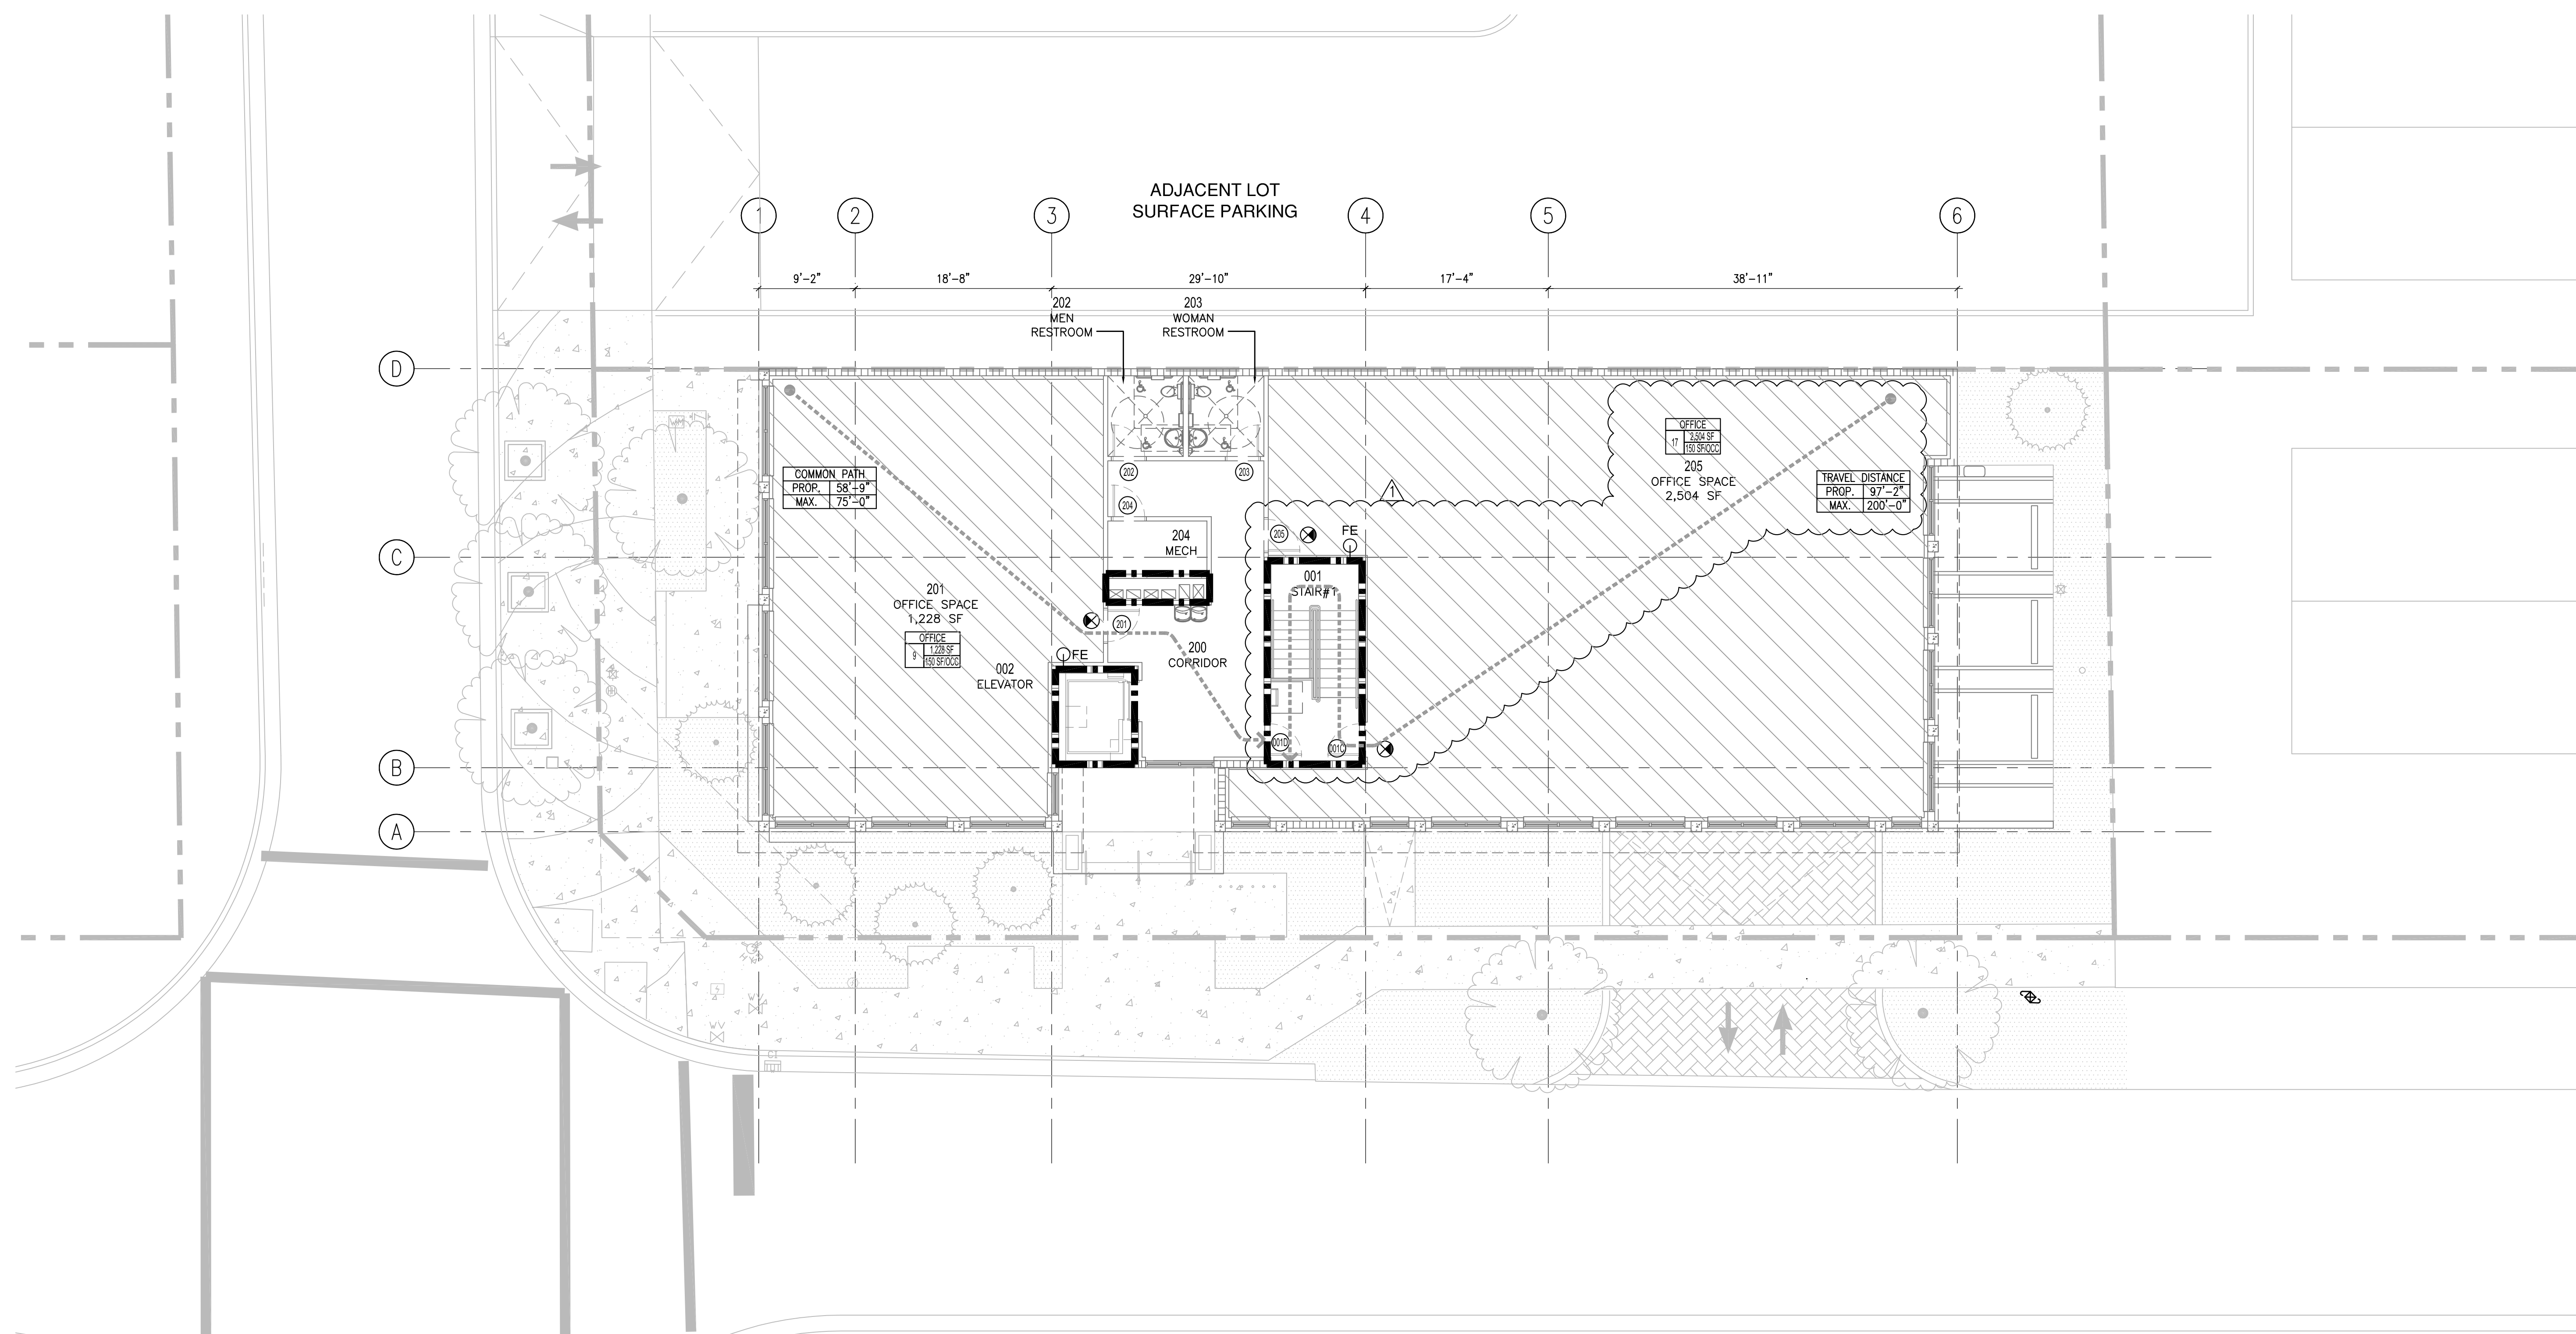 ADJACENT LOT
SURFACE PARKING
1
2
3
4
5
6
9'-2"
18'-8"
29'-10"
17'-4"
38'-11"
202
MEN
RESTROOM
203
WOMAN
RESTROOM
D
C
B
A
COMMON PATH
PROP. 58'-9"
MAX. 75'-0"
202
203
204
204
MECH
1
OFFICE
17 2,504 SF
150 SF/OCC
205
OFFICE SPACE
2,504 SF
TRAVEL DISTANCE
PROP. 97'-2"
MAX. 200'-0"
205
FE
001
STAIR#1
201
OFFICE SPACE
1,228 SF
OFFICE
9 1,228 SF
150 SF/OCC
201
FE
002
ELEVATOR
200
CORRIDOR
001D
001C
WM
WV
WV
CI